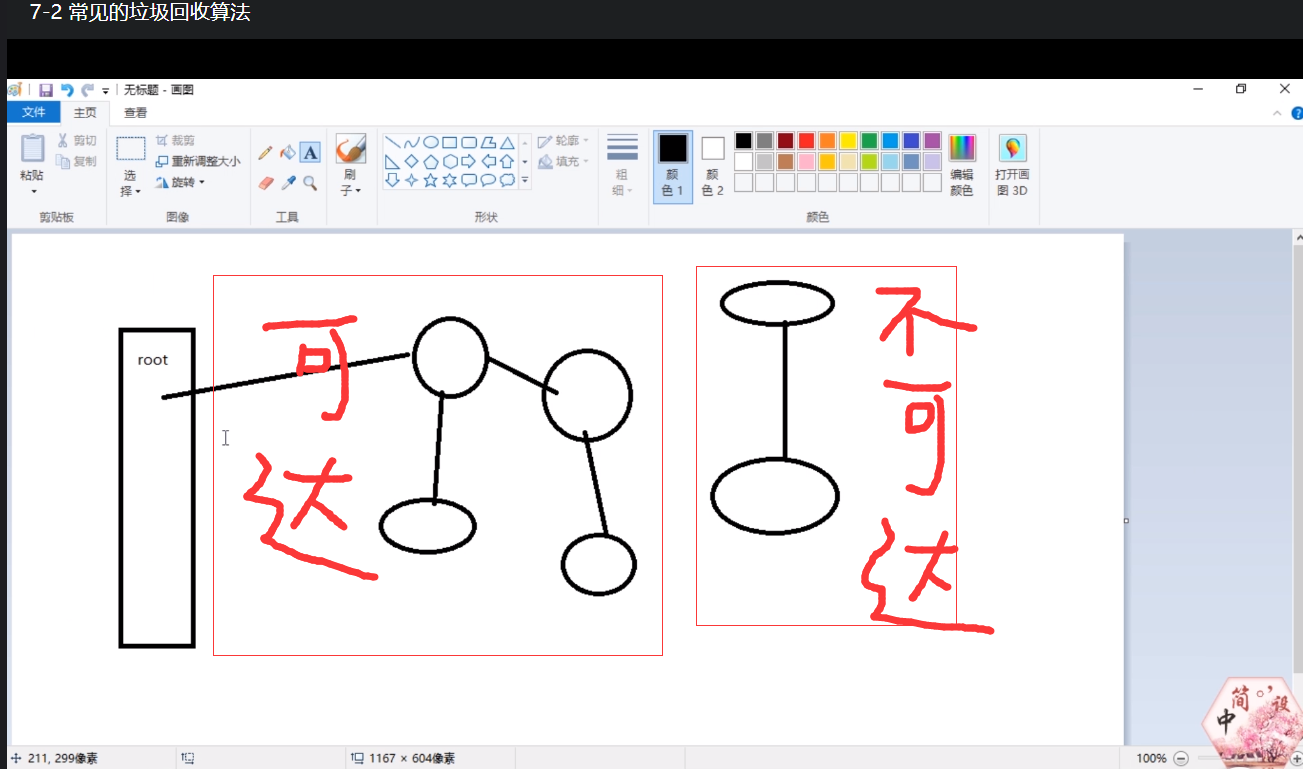 7-2 常见的垃圾回收算法
无标题 - 画图
文件 主页 查看
粘贴
剪切
复制
剪贴板
选择
裁剪
重新调整大小
旋转
图像
A
工具
刷子
形状
轮廓
填充
粗细
颜色 1
颜色 2
颜色
编辑颜色
打开画图 3D
root
可达
不可达
简
中
设
211, 299像素
1167 × 604像素
100%